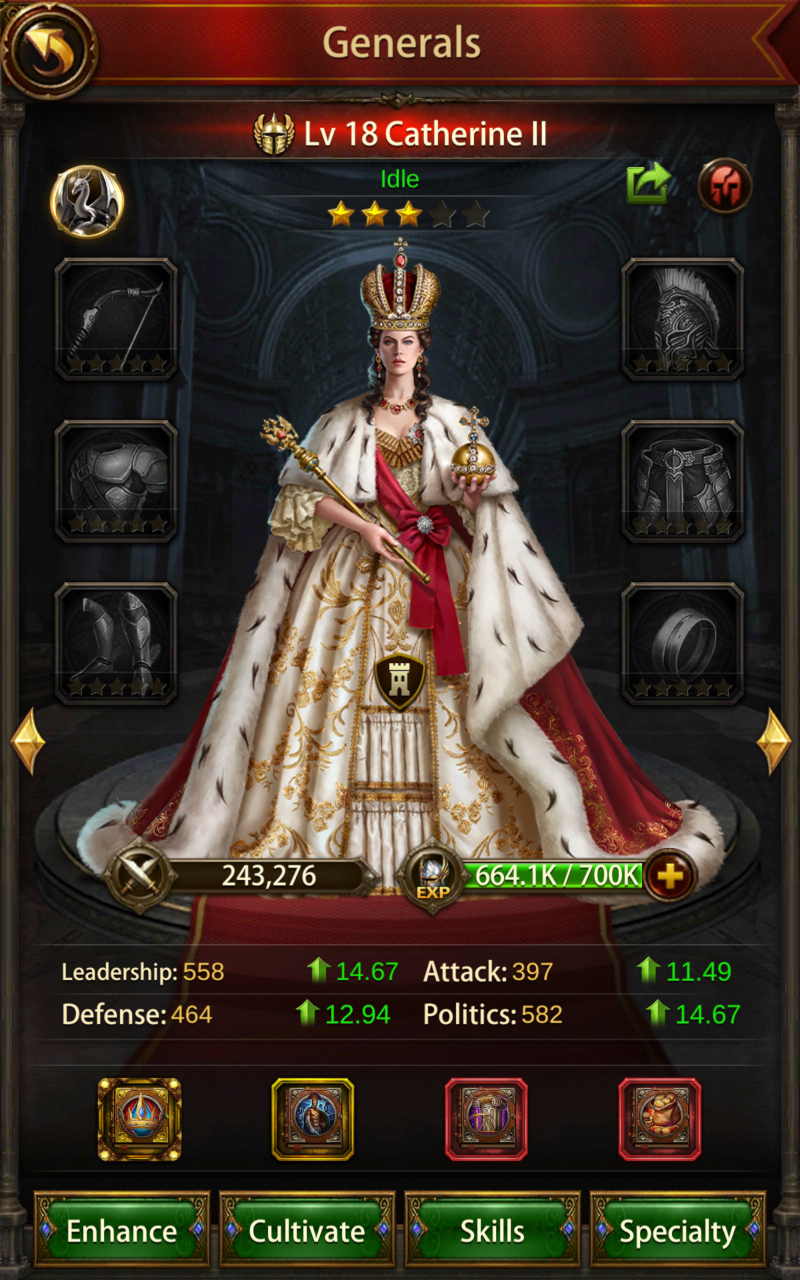 Generals
Lv 18 Catherine II
Idle
243,276
EXP
664.1K / 700K
Leadership: 558 14.67 Attack: 397 11.49
Defense: 464 12.94 Politics: 582 14.67
Enhance Cultivate Skills Specialty